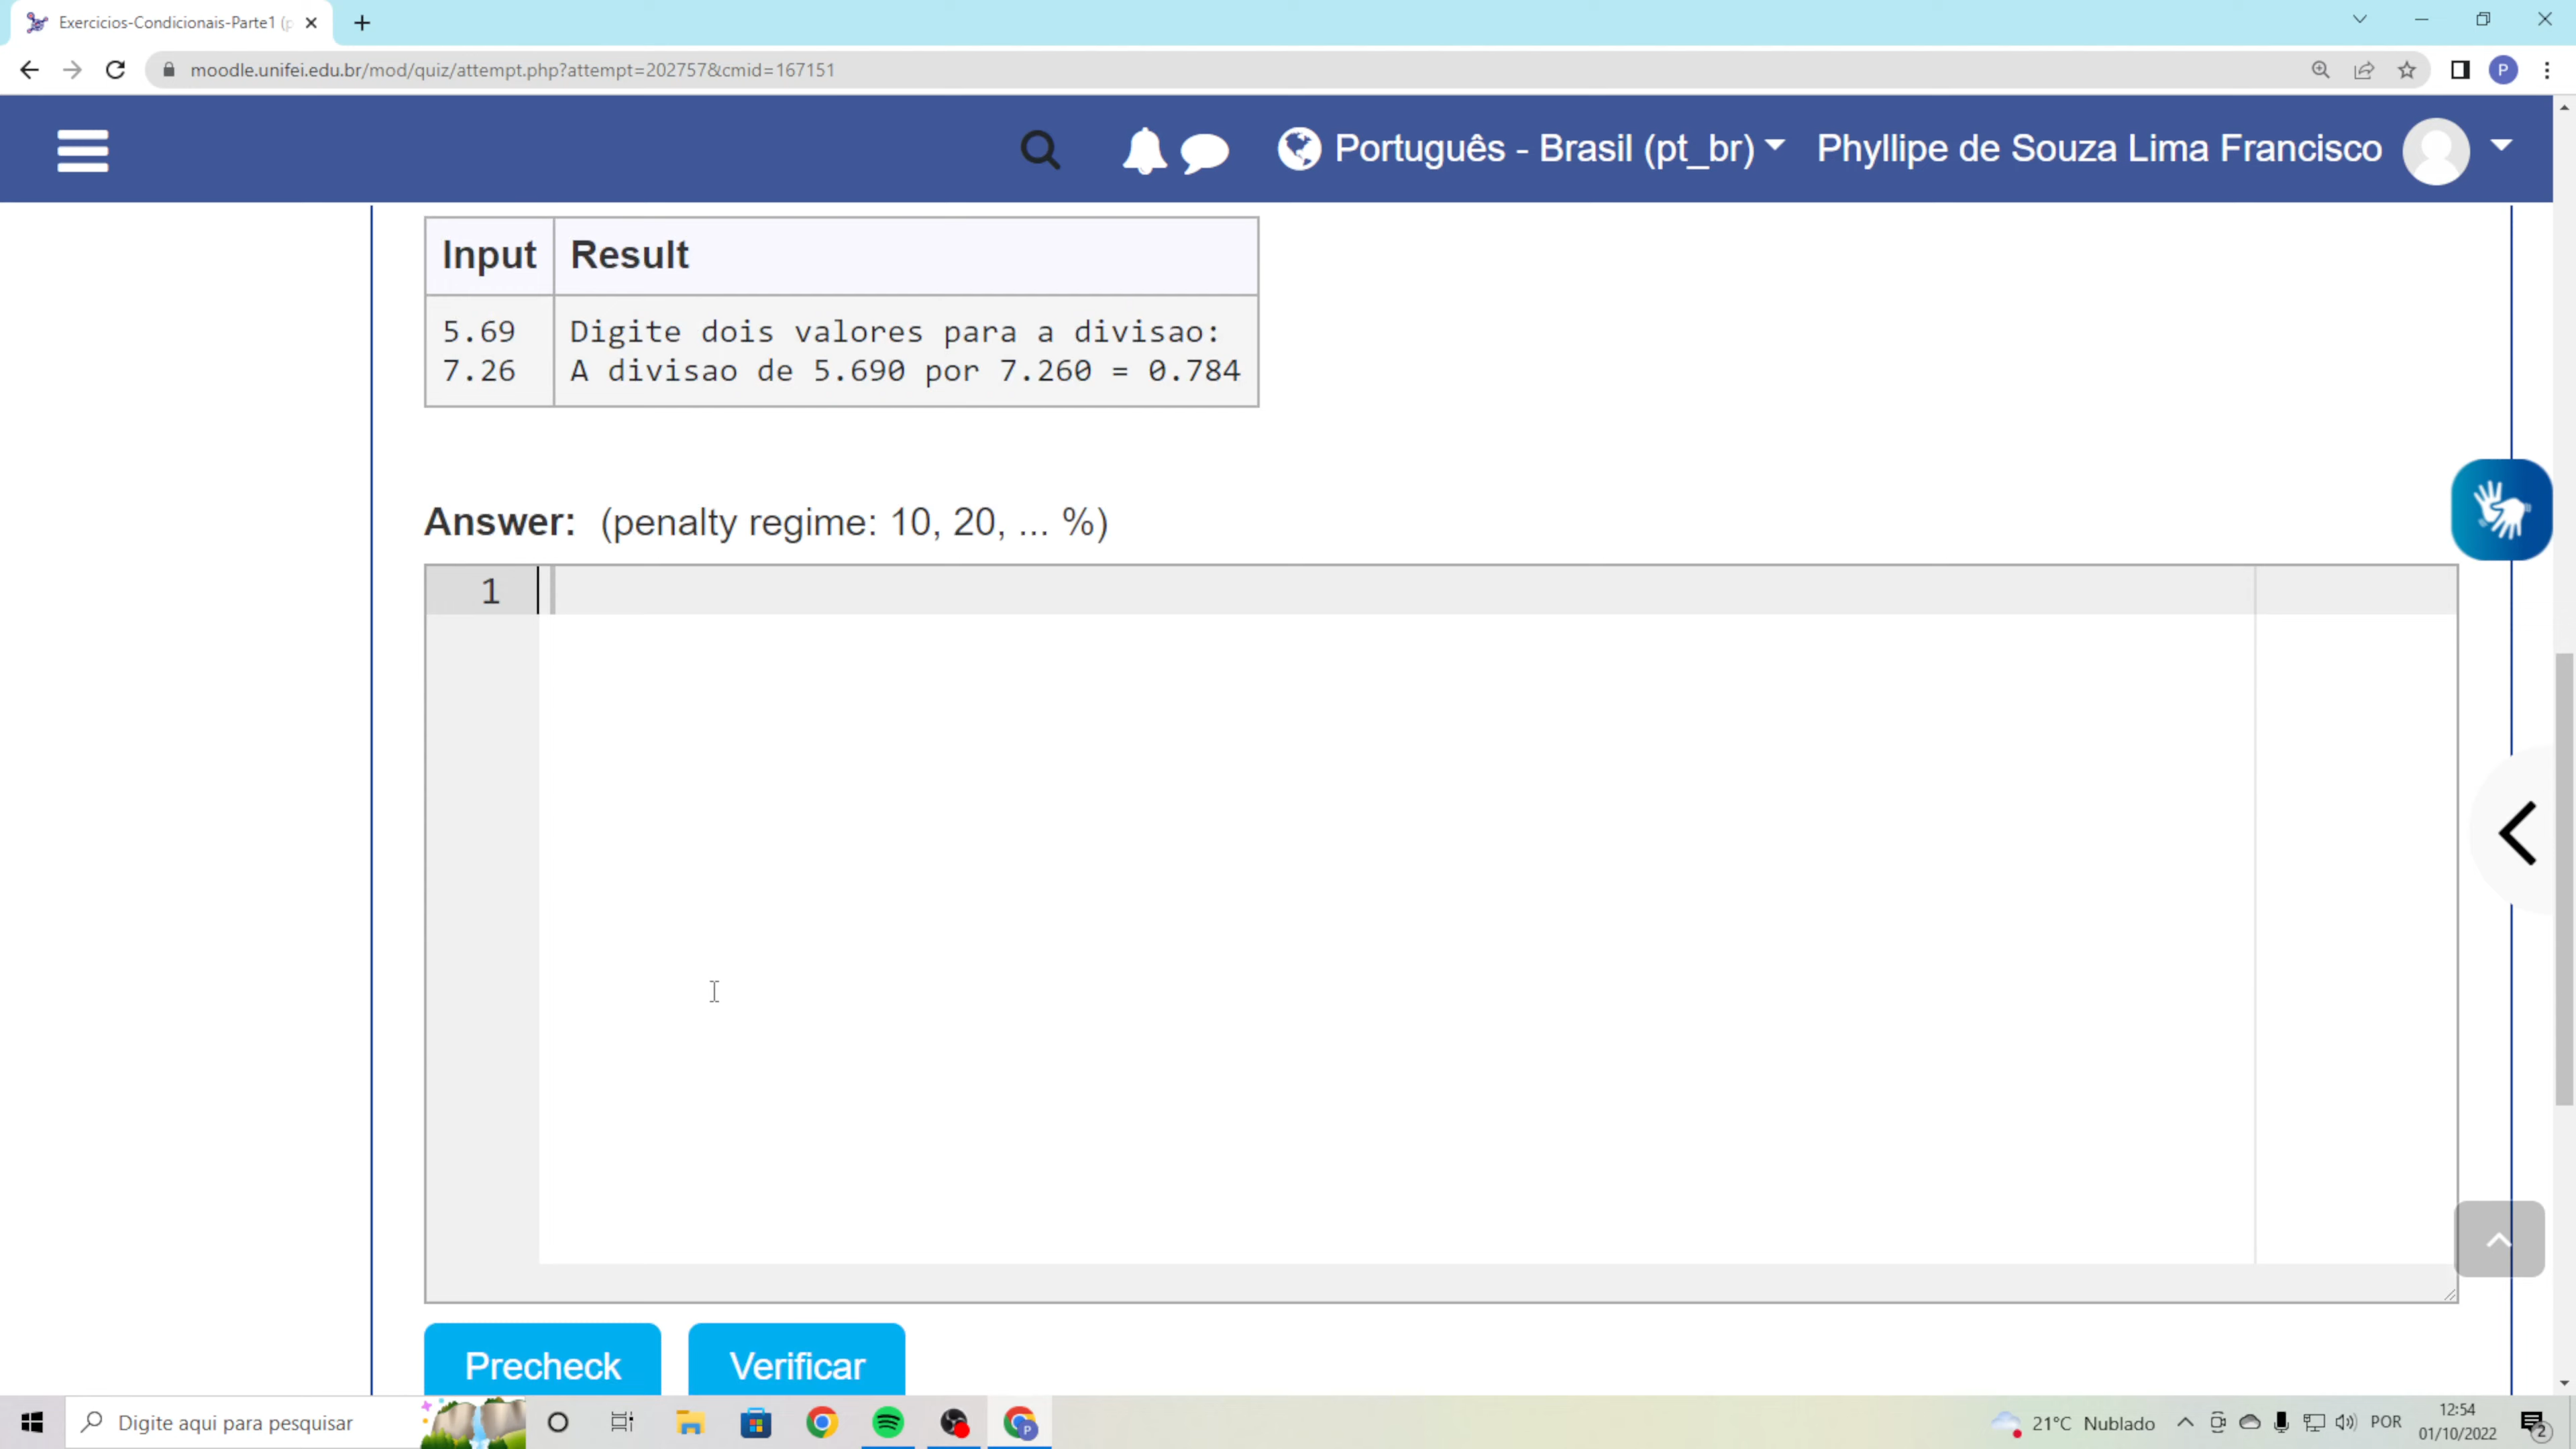 Exercicios-Condicionais-Parte1 (p
moodle.unifei.edu.br/mod/quiz/attempt.php?attempt=202757&cmid=167151
P
Português - Brasil (pt_br) Phyllipe de Souza Lima Francisco
Input Result
5.69 Digite dois valores para a divisao:
7.26 A divisao de 5.690 por 7.260 = 0.784
Answer: (penalty regime: 10, 20, ... %)
1
Precheck Verificar
Digite aqui para pesquisar
P
21°C Nublado
POR
12:54
01/10/2022
2